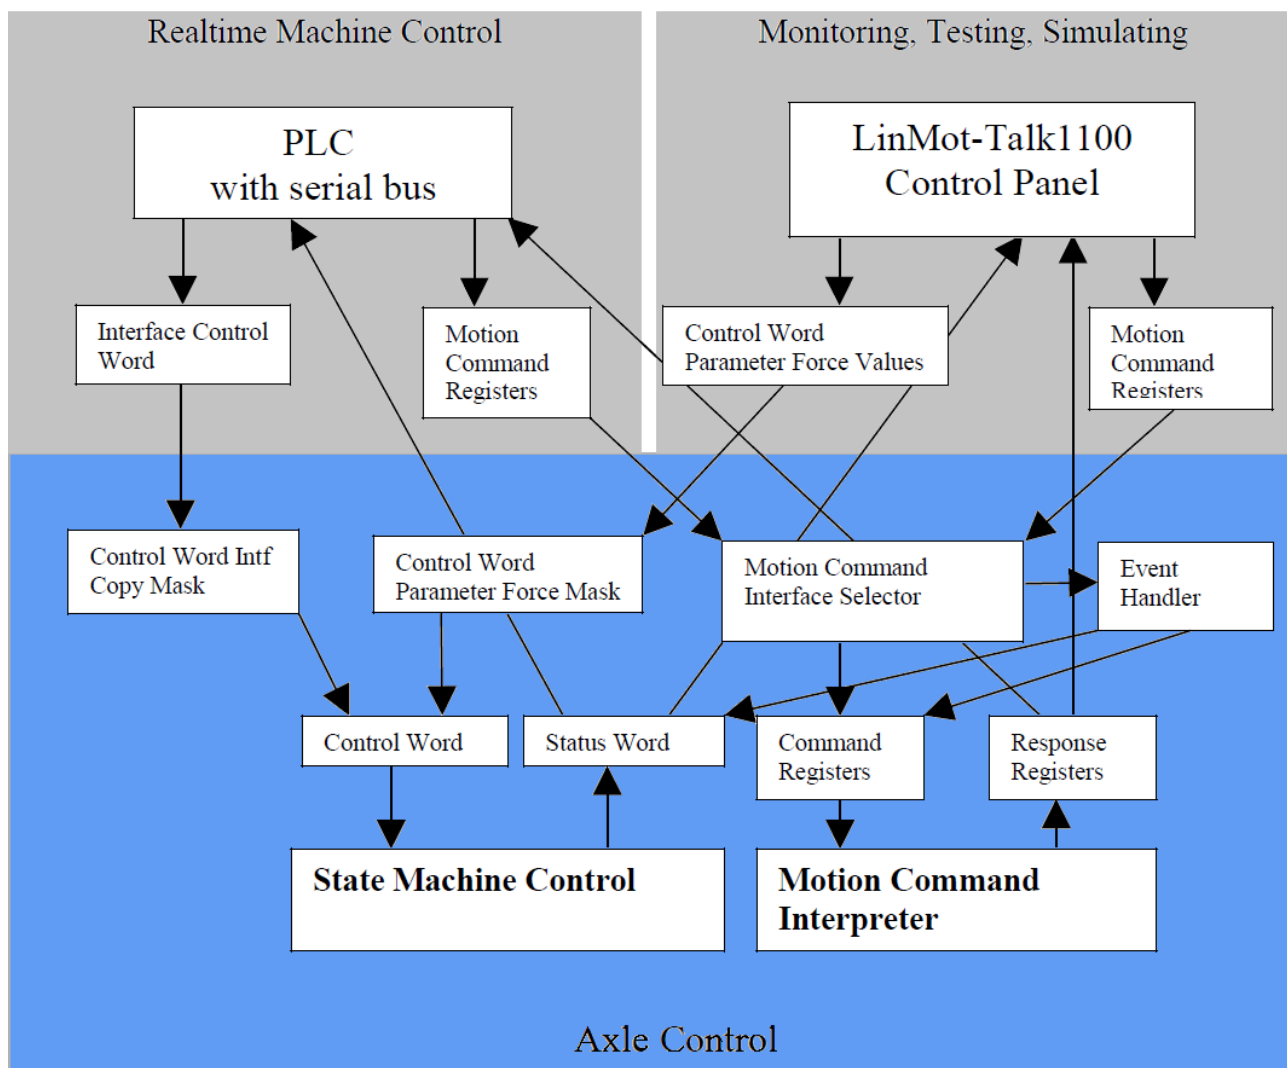 Realtime Machine Control
Monitoring, Testing, Simulating
PLC
with serial bus
LinMot-Talk1100
Control Panel
Interface Control
Word
Motion
Command
Registers
Control Word
Parameter Force Values
Motion
Command
Registers
Control Word Intf
Copy Mask
Control Word
Parameter Force Mask
Motion Command
Interface Selector
Event
Handler
Control Word
Status Word
Command
Registers
Response
Registers
State Machine Control
Motion Command
Interpreter
Axle Control